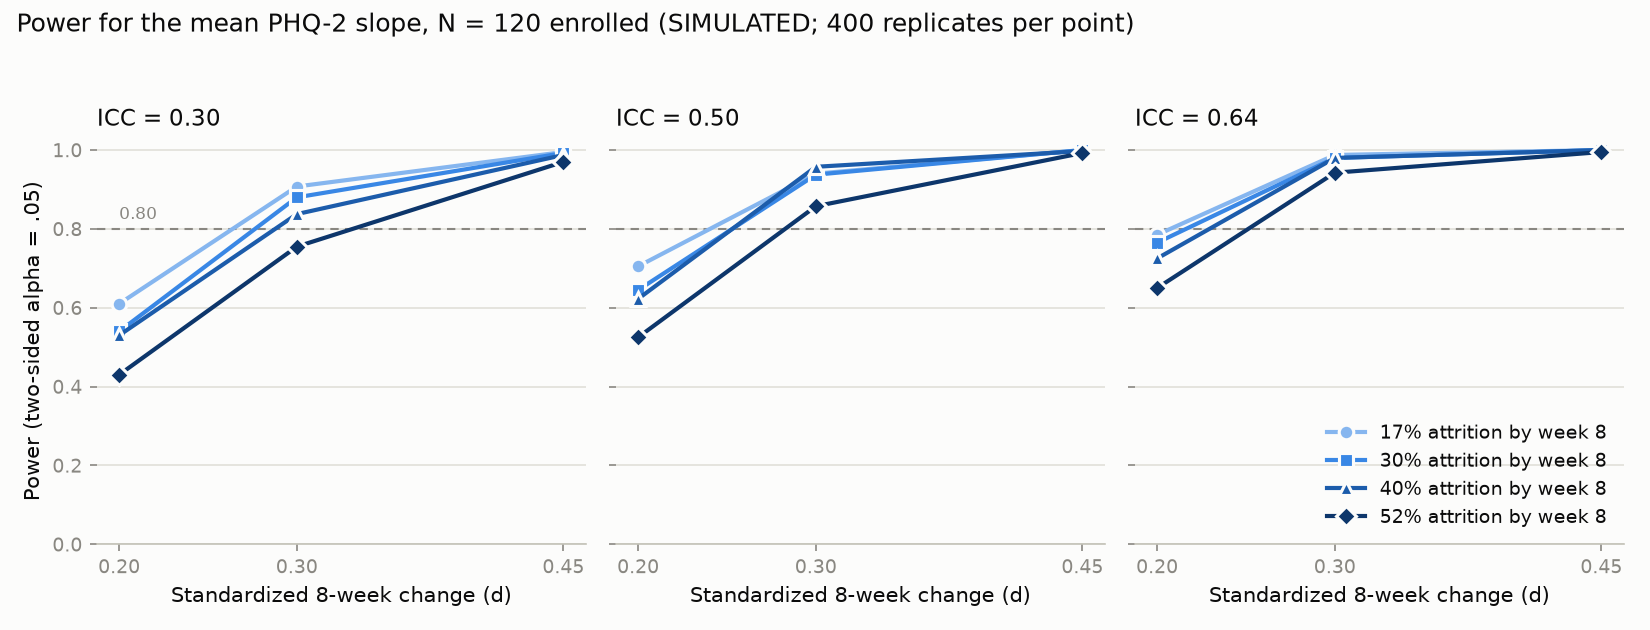 Power for the mean PHQ-2 slope, N = 120 enrolled (SIMULATED; 400 replicates per point)
ICC = 0.30
ICC = 0.50
ICC = 0.64
Power (two-sided alpha = .05)
1.0
0.8
0.6
0.4
0.2
0.0
0.80
0.20 0.30 0.45
0.20 0.30 0.45
0.20 0.30 0.45
Standardized 8-week change (d)
Standardized 8-week change (d)
Standardized 8-week change (d)
17% attrition by week 8
30% attrition by week 8
40% attrition by week 8
52% attrition by week 8